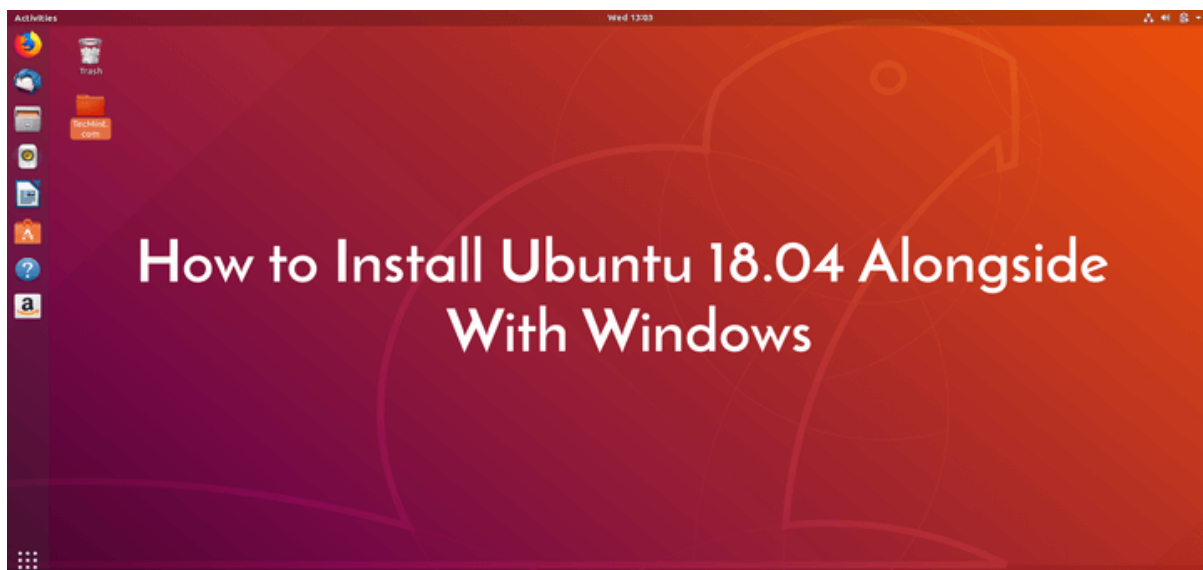 Activities
Wed 13:03
Trash
TecMint.
com
How to Install Ubuntu 18.04 Alongside
With Windows
a